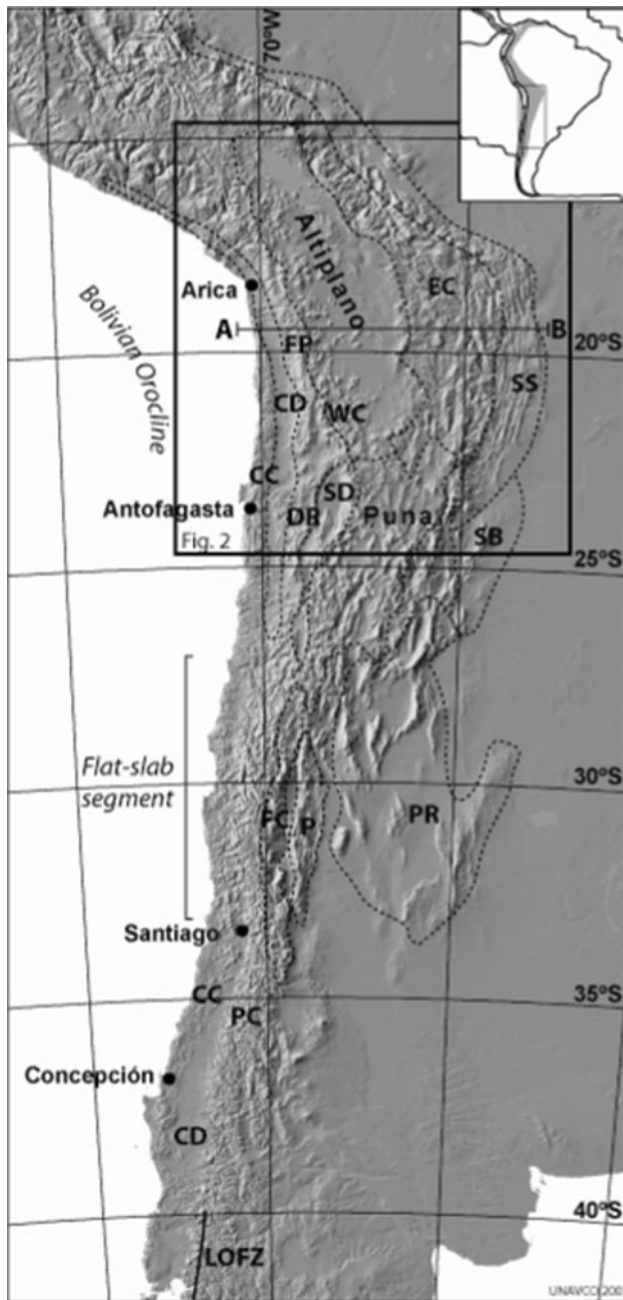 70°W
Altiplano
EC
Arica
A
B
20°S
Bolivian Orocline
FP
SS
CD
WC
CC
SD
Antofagasta
DR
Puna
Fig. 2
SB
25°S
Flat-slab
segment
30°S
FC
P
PR
Santiago
35°S
CC
PC
Concepción
CD
40°S
LOFZ